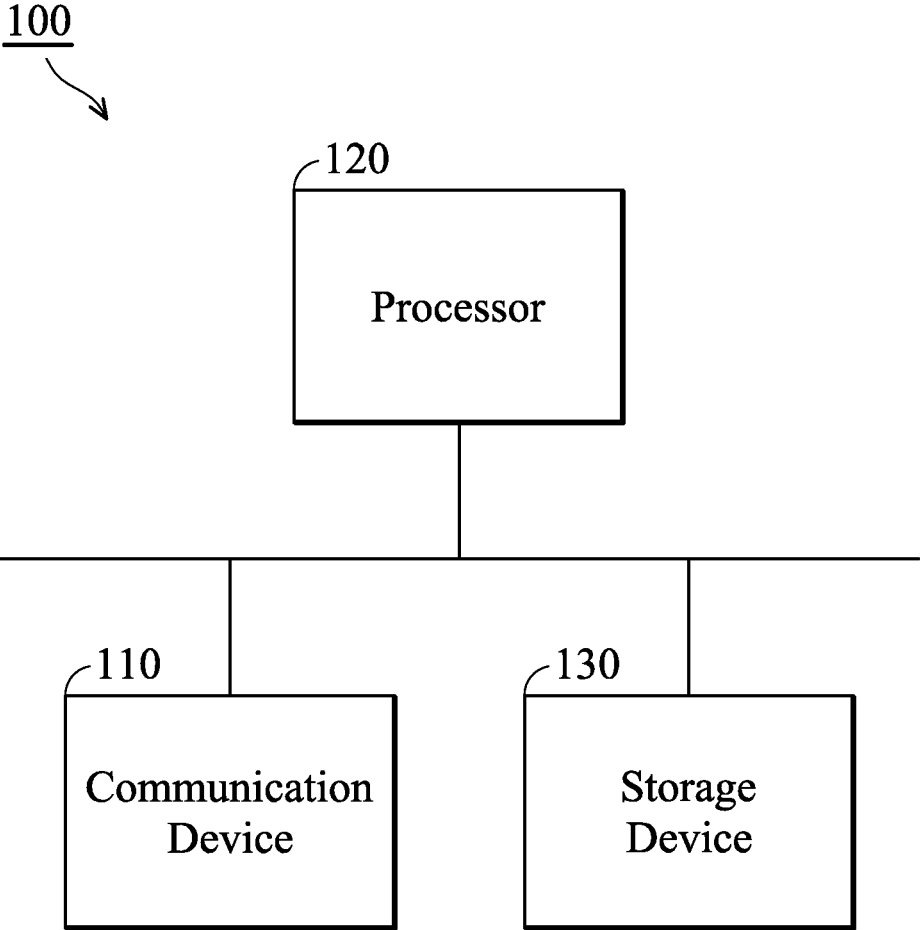 100
120
Processor
110
Communication
Device
130
Storage
Device